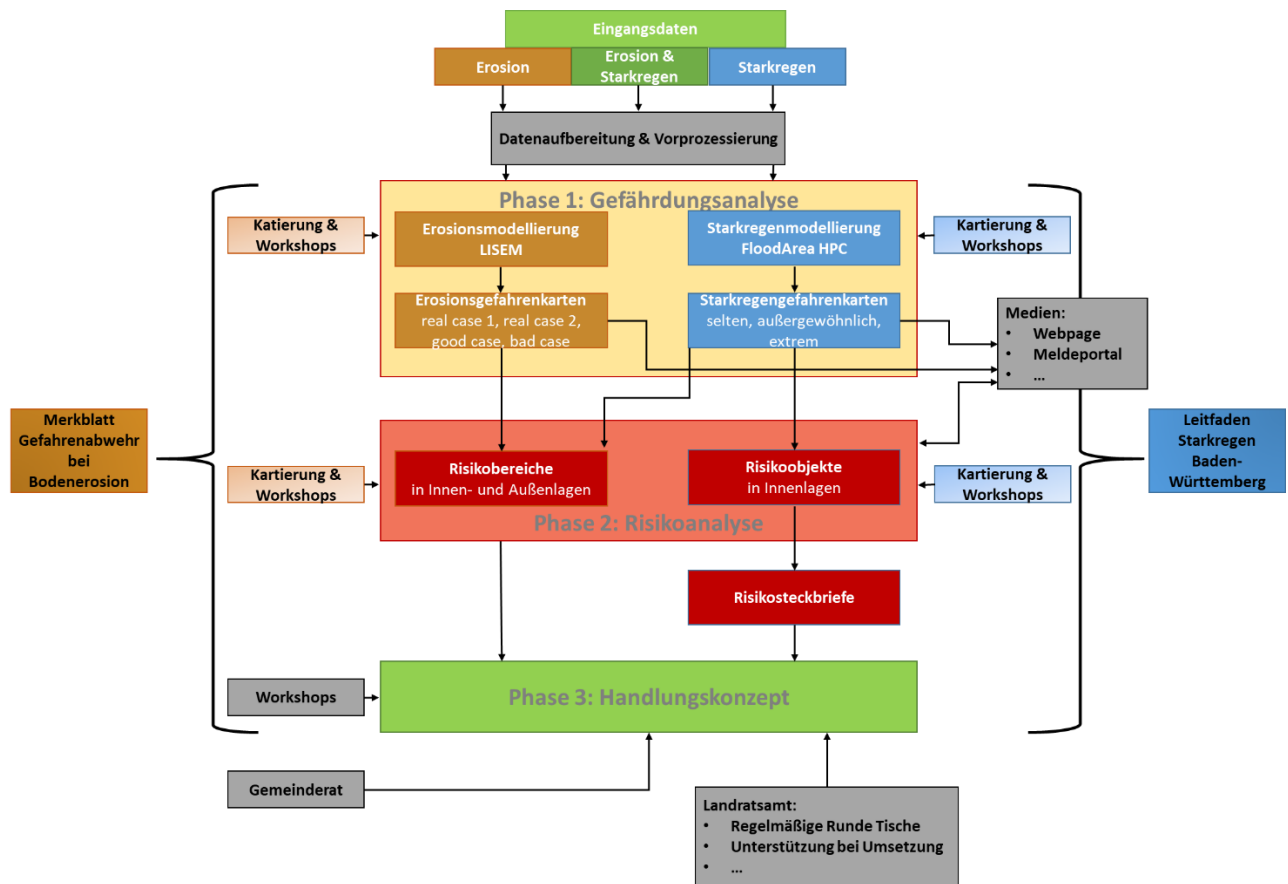 Eingangsdaten
Erosion
Erosion &
Starkregen
Starkregen
Datenaufbereitung & Vorprozessierung
Phase 1: Gefährdungsanalyse
Katierung &
Workshops
Erosionsmodellierung
LISEM
Starkregenmodellierung
FloodArea HPC
Kartierung &
Workshops
Erosionsgefahrenkarten
real case 1, real case 2,
good case, bad case
Starkregengefahrenkarten
selten, außergewöhnlich,
extrem
Medien:
• Webpage
• Meldeportal
• ...
Merkblatt
Gefahrenabwehr
bei
Bodenerosion
Kartierung &
Workshops
Risikobereiche
in Innen- und Außenlagen
Risikoobjekte
in Innenlagen
Kartierung &
Workshops
Leitfaden
Starkregen
Baden-
Württemberg
Phase 2: Risikoanalyse
Risikosteckbriefe
Workshops
Phase 3: Handlungskonzept
Gemeinderat
Landratsamt:
• Regelmäßige Runde Tische
• Unterstützung bei Umsetzung
• ...